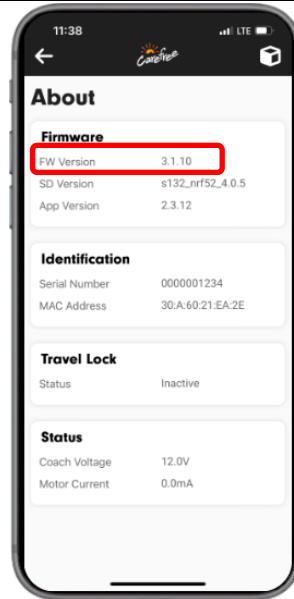 11:38
LTE
Carefree
About
Firmware
FW Version 3.1.10
SD Version s132_nrf52_4.0.5
App Version 2.3.12
Identification
Serial Number 0000001234
MAC Address 30:A:60:21:EA:2E
Travel Lock
Status Inactive
Status
Coach Voltage 12.0V
Motor Current 0.0mA